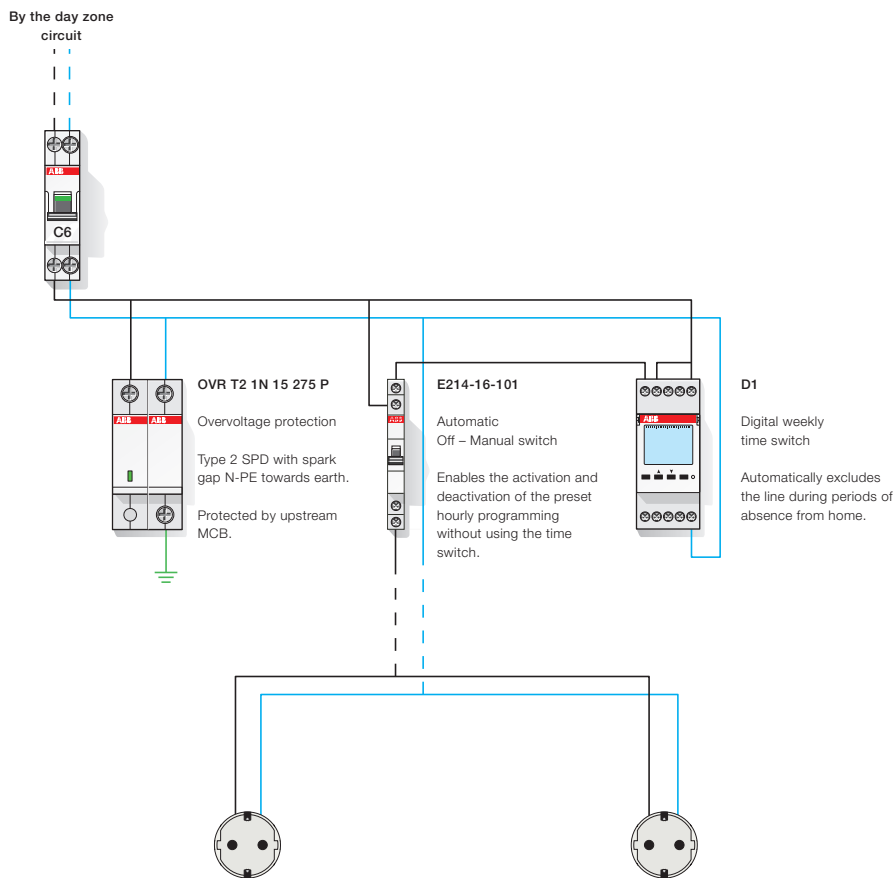 By the day zone
circuit
ABB
C6
ABB
ABB
OVR T2 1N 15 275 P
Overvoltage protection
Type 2 SPD with spark
gap N-PE towards earth.
Protected by upstream
MCB.
ABB
E214-16-101
Automatic
Off – Manual switch
Enables the activation and
deactivation of the preset
hourly programming
without using the time
switch.
ABB
D1
Digital weekly
time switch
Automatically excludes
the line during periods of
absence from home.